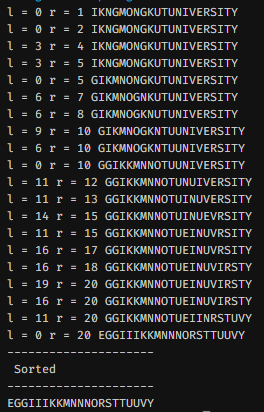 l = 0 r = 1 IKNGMONGKUTUNIVERSITY
l = 0 r = 2 IKNGMONGKUTUNIVERSITY
l = 3 r = 4 IKNGMONGKUTUNIVERSITY
l = 3 r = 5 IKNGMONGKUTUNIVERSITY
l = 0 r = 5 GIKMNONGKUTUNIVERSITY
l = 6 r = 7 GIKMNOGNKUTUNIVERSITY
l = 6 r = 8 GIKMNOGKNUTUNIVERSITY
l = 9 r = 10 GIKMNOGKNTUUNIVERSITY
l = 6 r = 10 GIKMNOGKNTUUNIVERSITY
l = 0 r = 10 GGIKKMNNOTUUNIVERSITY
l = 11 r = 12 GGIKKMNNOTUNUIVERSITY
l = 11 r = 13 GGIKKMNNOTUINUVERSITY
l = 14 r = 15 GGIKKMNNOTUINUEVRSITY
l = 11 r = 15 GGIKKMNNOTUEINUVRSITY
l = 16 r = 17 GGIKKMNNOTUEINUVRSITY
l = 16 r = 18 GGIKKMNNOTUEINUVIRSTY
l = 19 r = 20 GGIKKMNNOTUEINUVIRSTY
l = 16 r = 20 GGIKKMNNOTUEINUVIRSTY
l = 11 r = 20 GGIKKMNNOTUEIINRSTUVY
l = 0 r = 20 EGGIIIKKMNNNORSTTUUVY
---------------------
Sorted
---------------------
EGGIIIKKMNNNORSTTUUVY